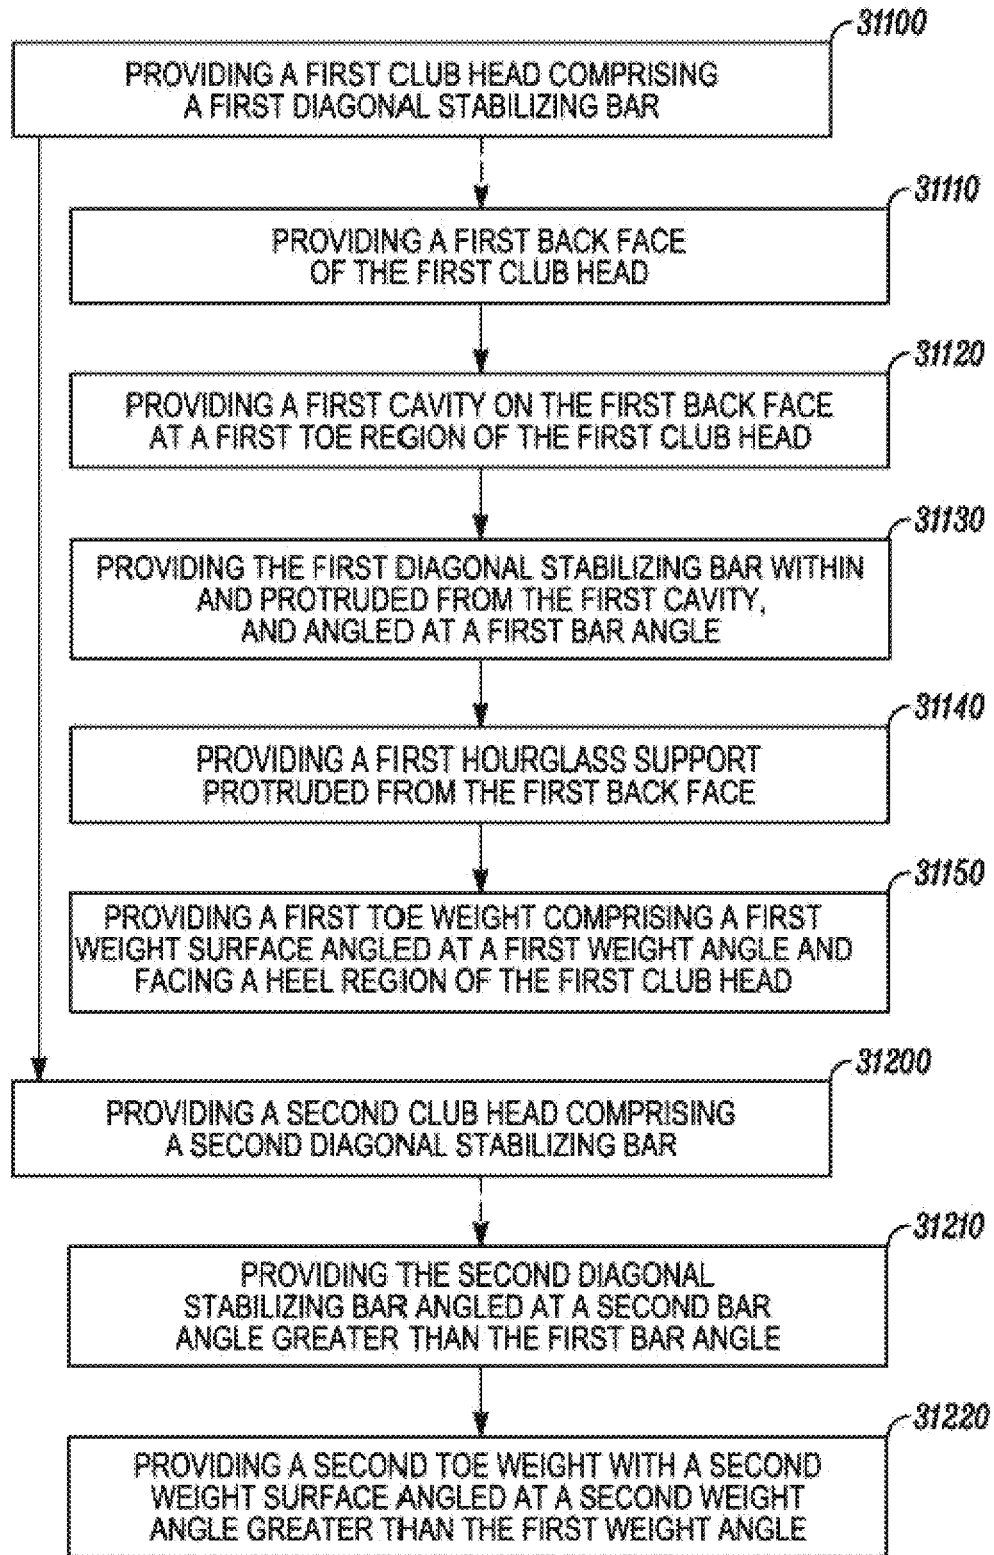 31100
PROVIDING A FIRST CLUB HEAD COMPRISING
A FIRST DIAGONAL STABILIZING BAR
31110
PROVIDING A FIRST BACK FACE
OF THE FIRST CLUB HEAD
31120
PROVIDING A FIRST CAVITY ON THE FIRST BACK FACE
AT A FIRST TOE REGION OF THE FIRST CLUB HEAD
31130
PROVIDING THE FIRST DIAGONAL STABILIZING BAR WITHIN
AND PROTRUDED FROM THE FIRST CAVITY,
AND ANGLED AT A FIRST BAR ANGLE
31140
PROVIDING A FIRST HOURGLASS SUPPORT
PROTRUDED FROM THE FIRST BACK FACE
31150
PROVIDING A FIRST TOE WEIGHT COMPRISING A FIRST
WEIGHT SURFACE ANGLED AT A FIRST WEIGHT ANGLE AND
FACING A HEEL REGION OF THE FIRST CLUB HEAD
31200
PROVIDING A SECOND CLUB HEAD COMPRISING
A SECOND DIAGONAL STABILIZING BAR
31210
PROVIDING THE SECOND DIAGONAL
STABILIZING BAR ANGLED AT A SECOND BAR
ANGLE GREATER THAN THE FIRST BAR ANGLE
31220
PROVIDING A SECOND TOE WEIGHT WITH A SECOND
WEIGHT SURFACE ANGLED AT A SECOND WEIGHT
ANGLE GREATER THAN THE FIRST WEIGHT ANGLE